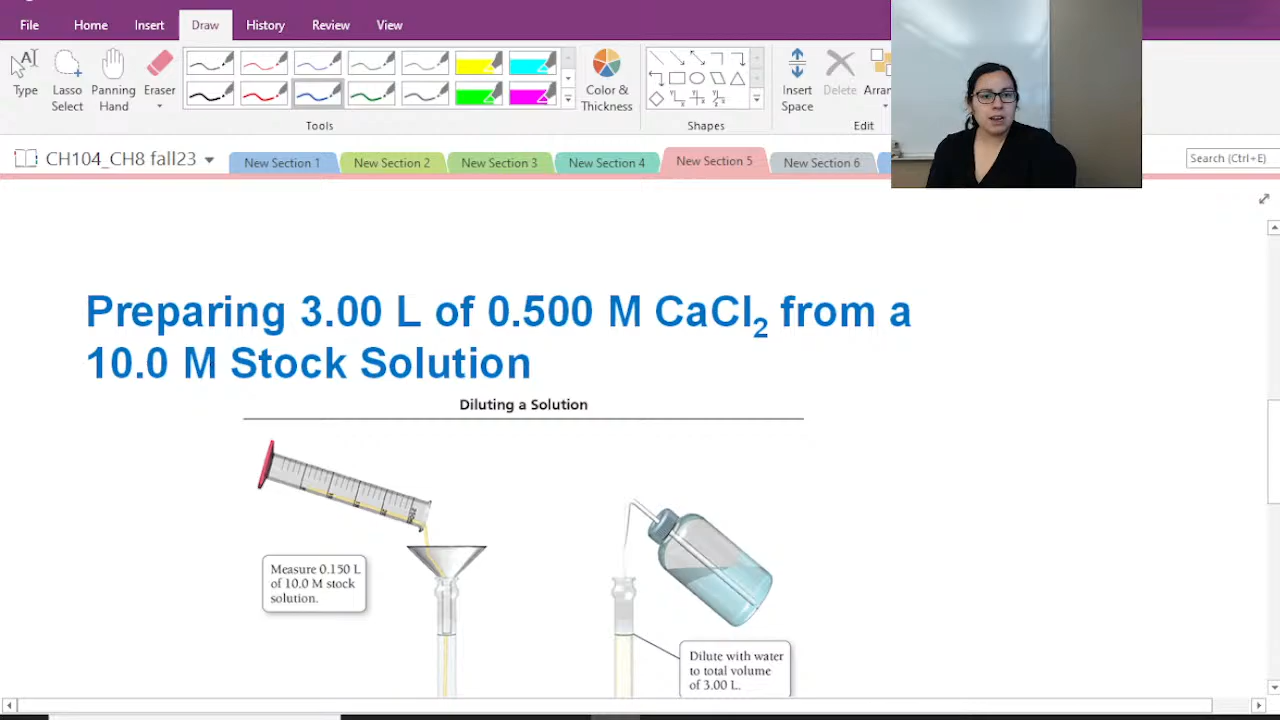 File Home Insert Draw History View
Type
Lasso Select
Panning Hand
Eraser
Color & Thickness
Insert Space
Delete
Arran
Tools
Shapes
Edit
CH104_CH8 fall23
New Section 1
New Section 2
New Section 3
New Section 4
New Section 5
New Section 6
Search (Ctrl+E)
Preparing 3.00 L of 0.500 M CaCl₂ from a
10.0 M Stock Solution
Diluting a Solution
Measure 0.150 L
of 10.0 M stock
solution.
Dilute with water
to total volume
of 3.00 L.